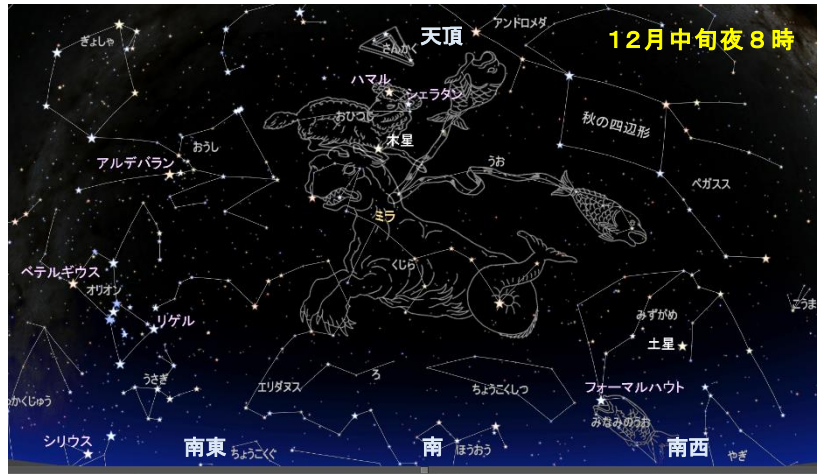 天頂
アンドロメダ
12月中旬夜8時
ぎょしゃ
さんかく
ハマル
シェラタン
おひつじ
秋の四辺形
木星
おうし
アルデバラン
うお
ペガスス
ミラ
くじら
ベテルギウス
オリオン
リゲル
みずがめ
こうま
土星
うさぎ
エリダヌス
ろ
ちょうこくしつ
フォーマルハウト
っかくじゅう
みなみのうお
シリウス
南東
ちょうこくぐ
南
ほうおう
南西
やぎ